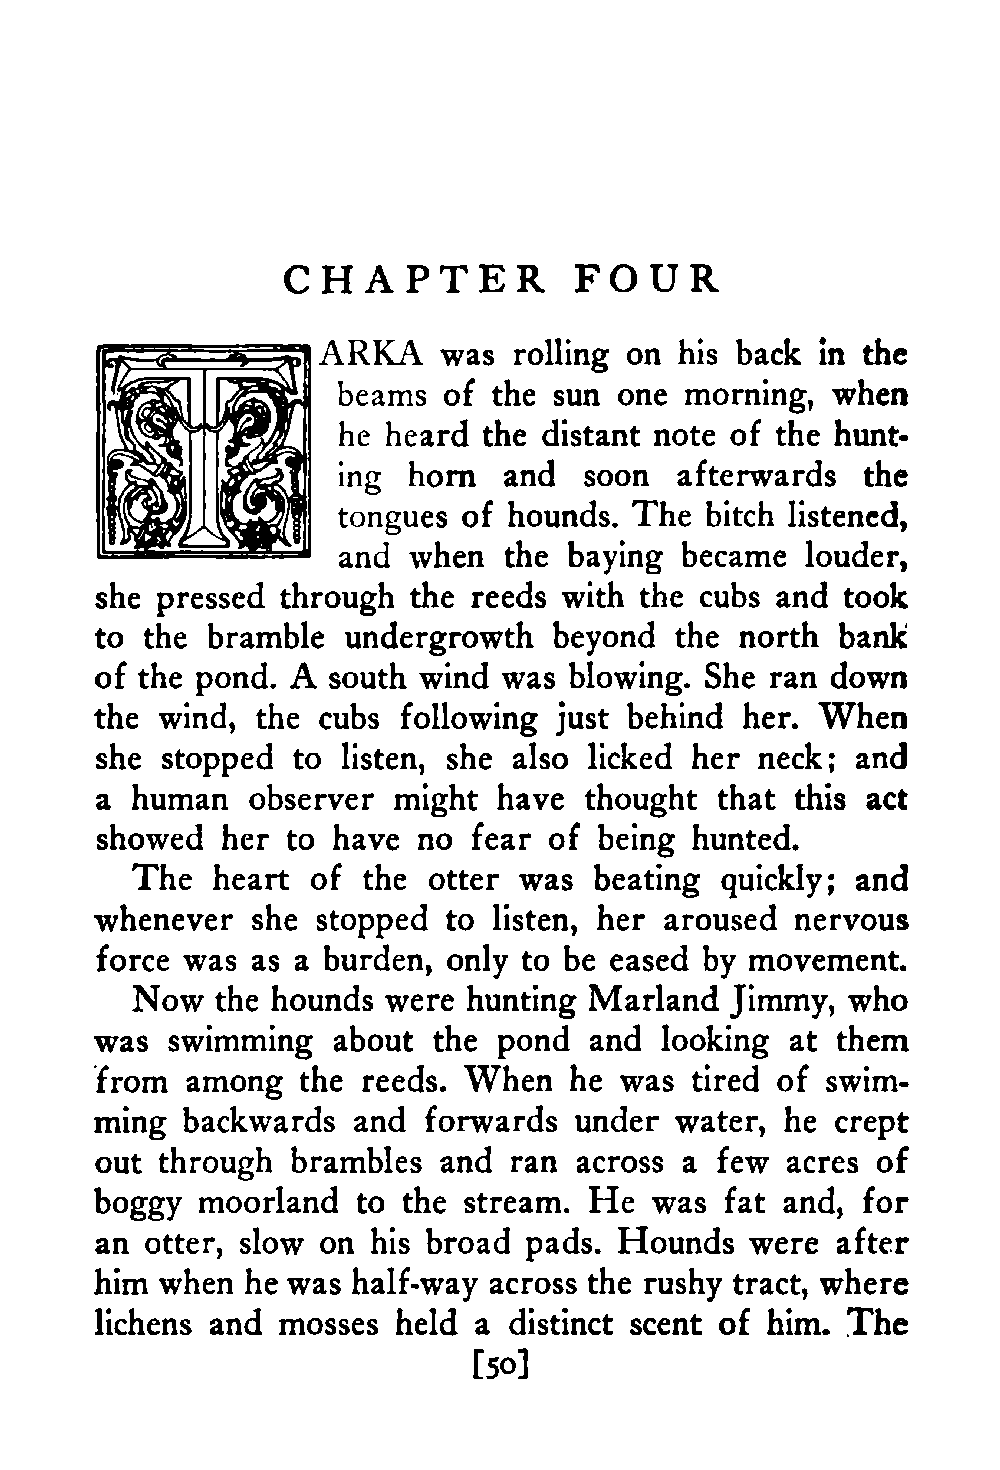 CHAPTER FOUR
TARKA was rolling on his back in the
beams of the sun one morning, when
he heard the distant note of the hunt-
ing horn and soon afterwards the
tongues of hounds. The bitch listened,
and when the baying became louder,
she pressed through the reeds with the cubs and took
to the bramble undergrowth beyond the north bank
of the pond. A south wind was blowing. She ran down
the wind, the cubs following just behind her. When
she stopped to listen, she also licked her neck; and
a human observer might have thought that this act
showed her to have no fear of being hunted.
The heart of the otter was beating quickly; and
whenever she stopped to listen, her aroused nervous
force was as a burden, only to be eased by movement.
Now the hounds were hunting Marland Jimmy, who
was swimming about the pond and looking at them
from among the reeds. When he was tired of swim-
ming backwards and forwards under water, he crept
out through brambles and ran across a few acres of
boggy moorland to the stream. He was fat and, for
an otter, slow on his broad pads. Hounds were after
him when he was half-way across the rushy tract, where
lichens and mosses held a distinct scent of him. The
[50]